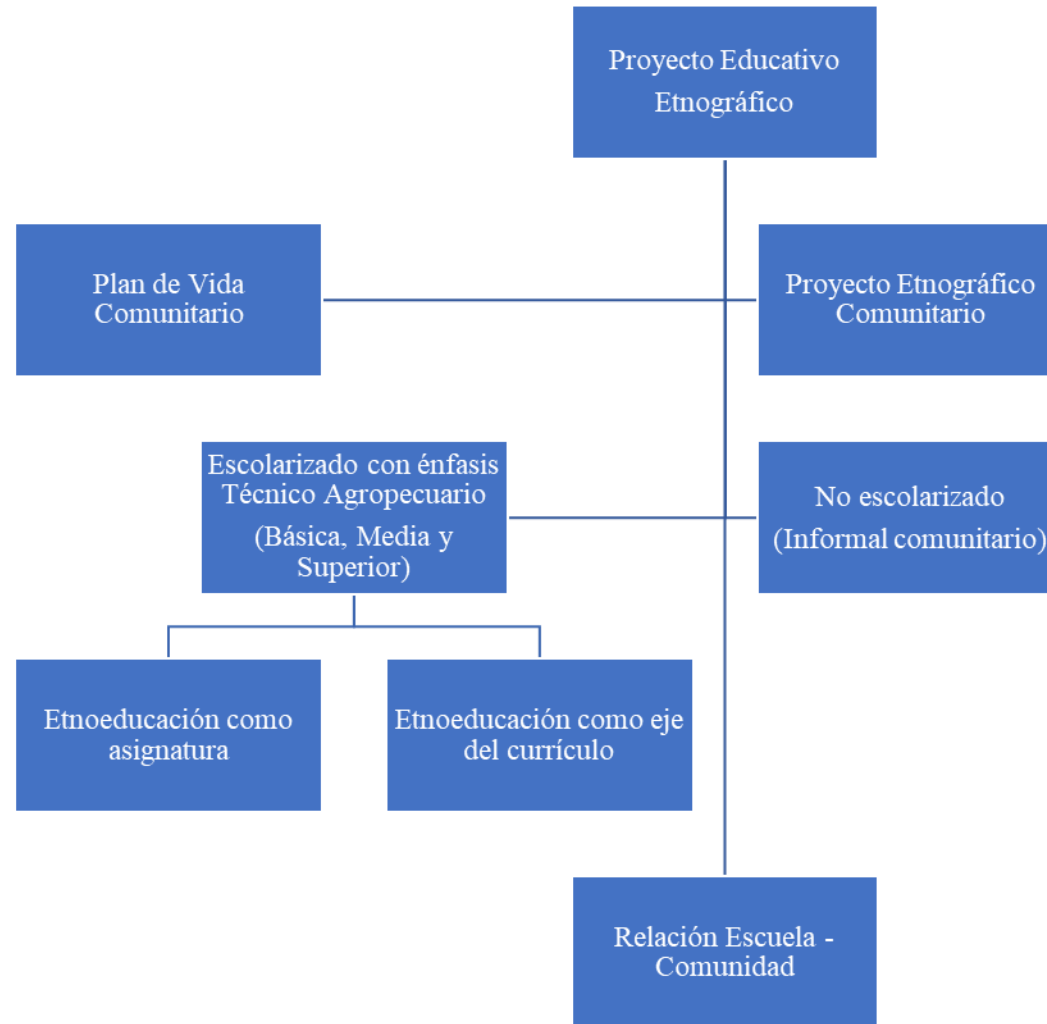 Proyecto Educativo
Etnográfico
Plan de Vida
Comunitario
Proyecto Etnográfico
Comunitario
Escolarizado con énfasis
Técnico Agropecuario
(Básica, Media y
Superior)
No escolarizado
(Informal comunitario)
Etnoeducación como
asignatura
Etnoeducación como eje
del currículo
Relación Escuela -
Comunidad